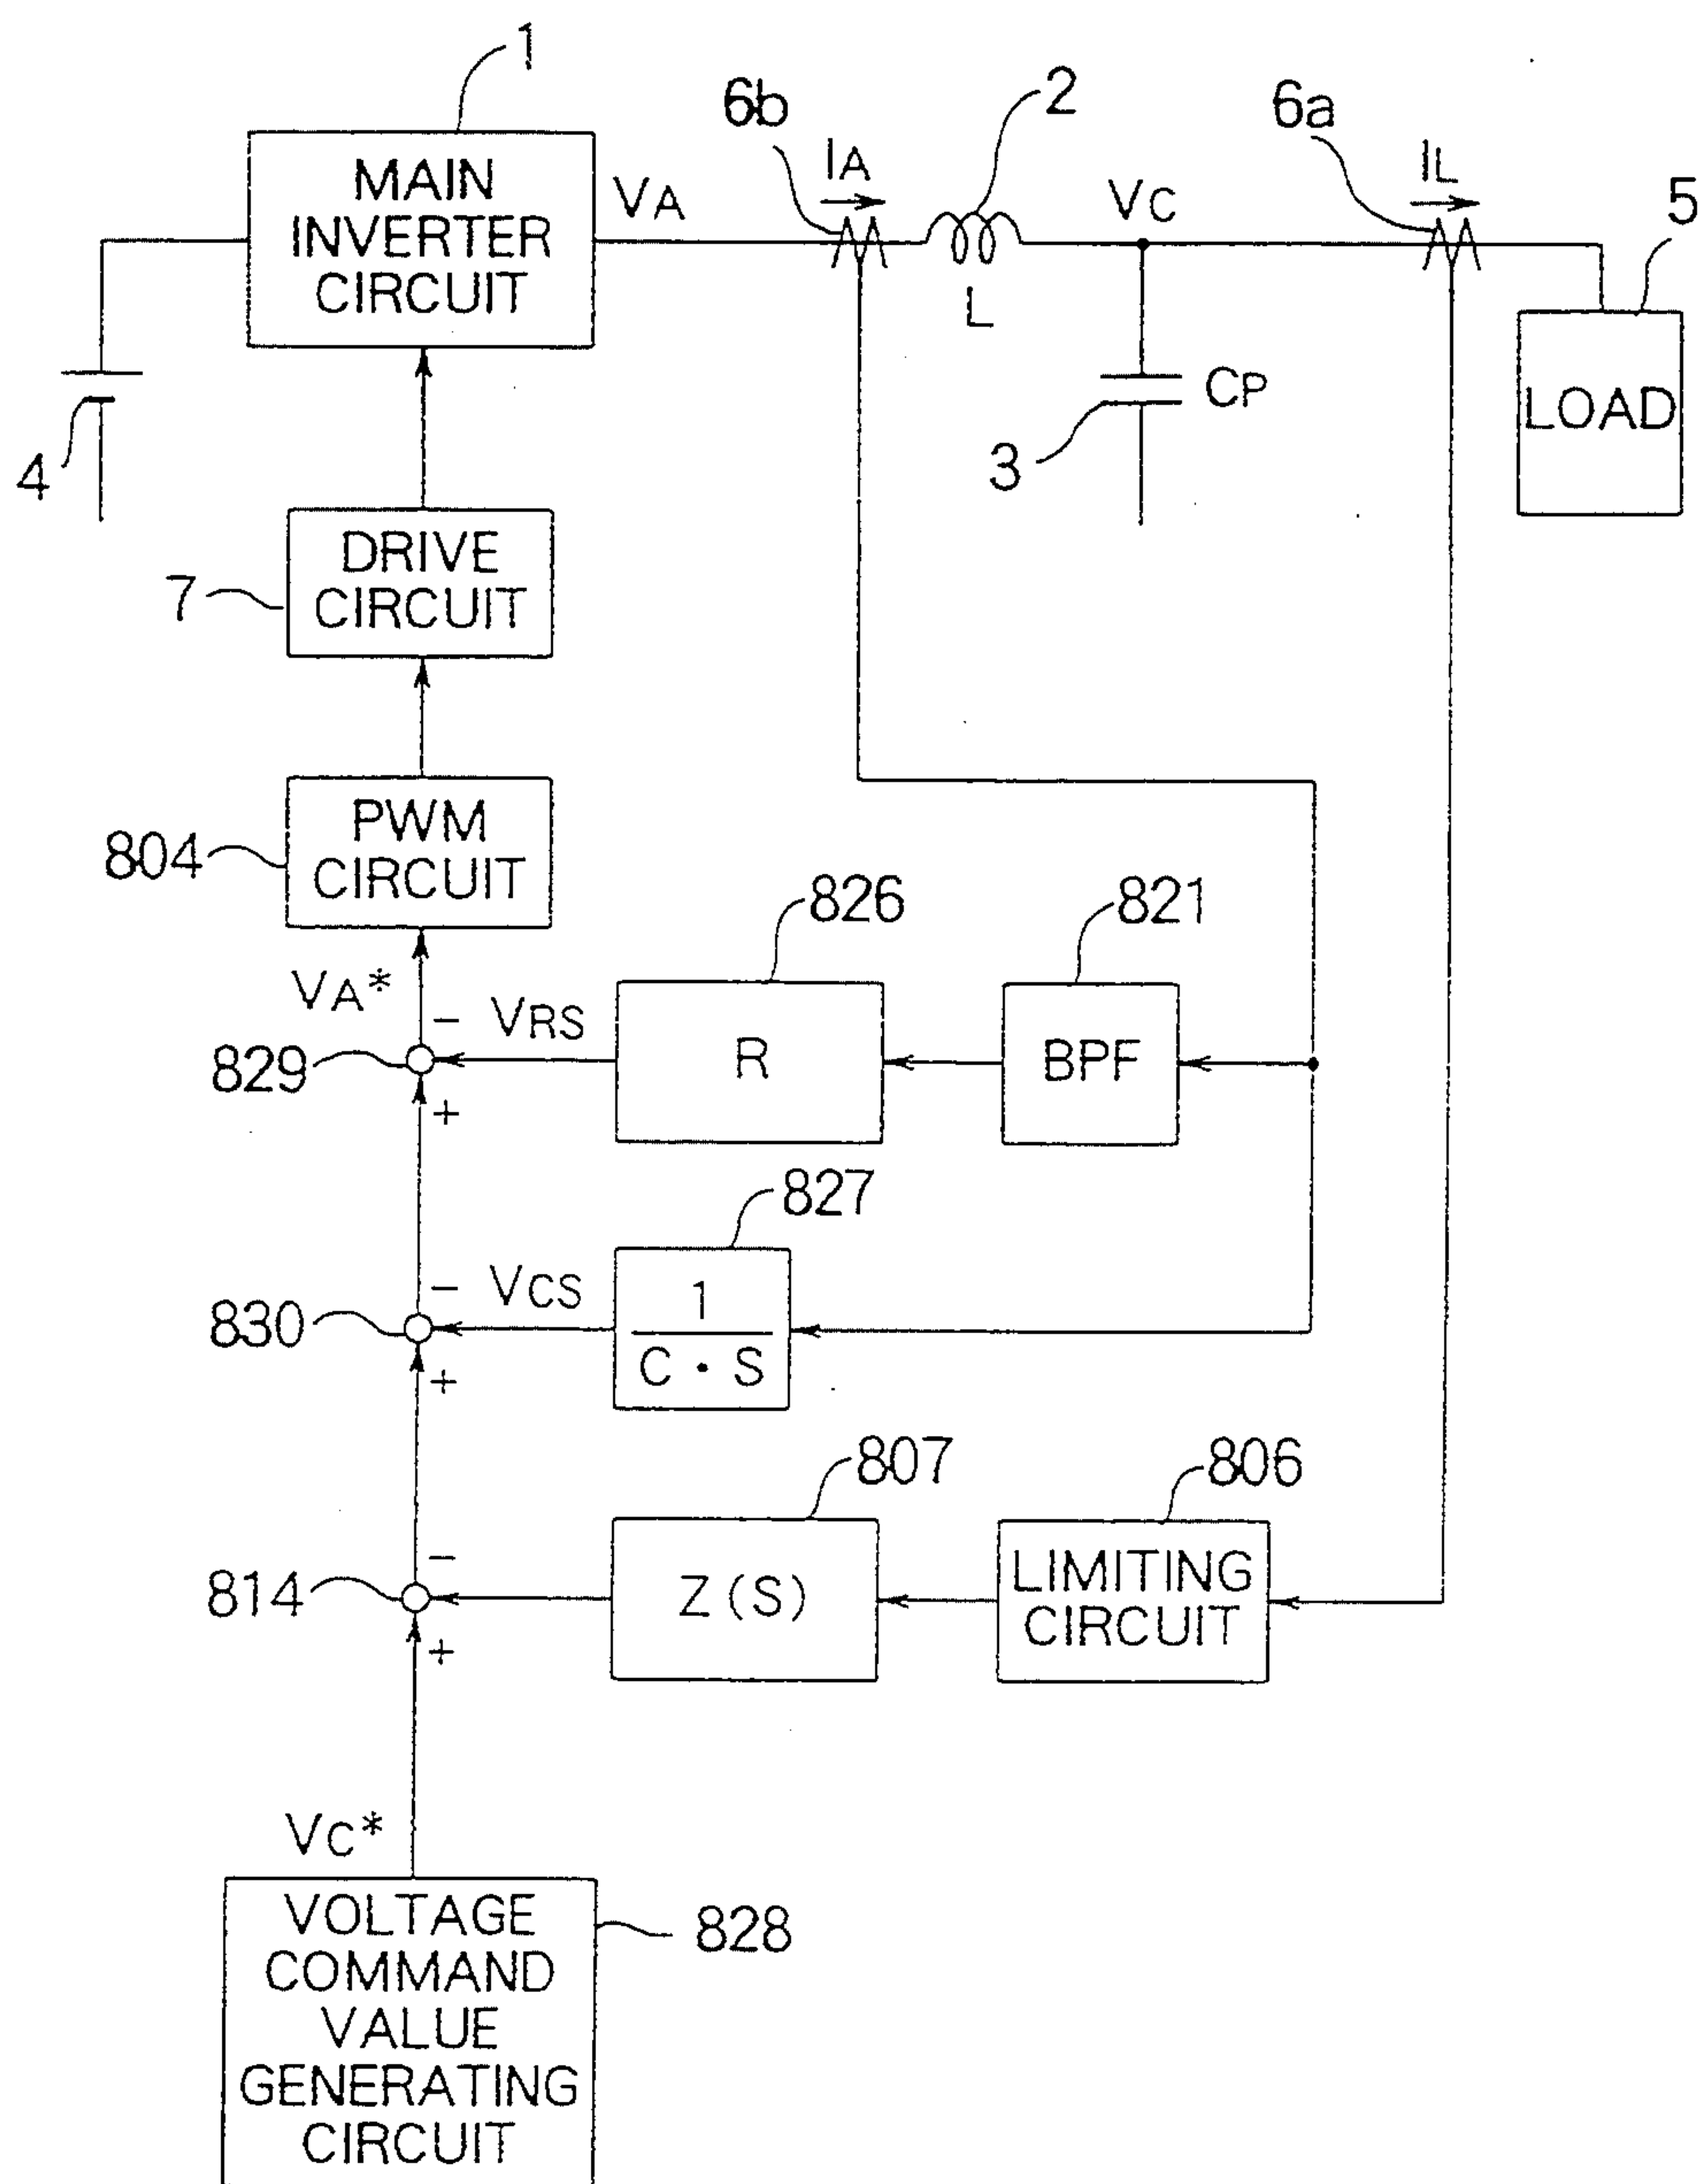 1
6b
2
6a
IA
IL
MAIN
INVERTER
CIRCUIT
VA
VC
5
L
CP
LOAD
4
3
DRIVE
CIRCUIT
7
PWM
CIRCUIT
804
826
821
VA*
−
VRS
R
BPF
829
+
827
−
VCS
1
C・S
830
+
807
806
−
Z(S)
LIMITING
CIRCUIT
814
+
VC*
VOLTAGE
COMMAND
VALUE
GENERATING
CIRCUIT
828